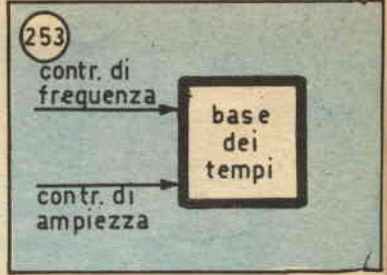 253
contr. di
frequenza
base
dei
tempi
contr. di
ampiezza